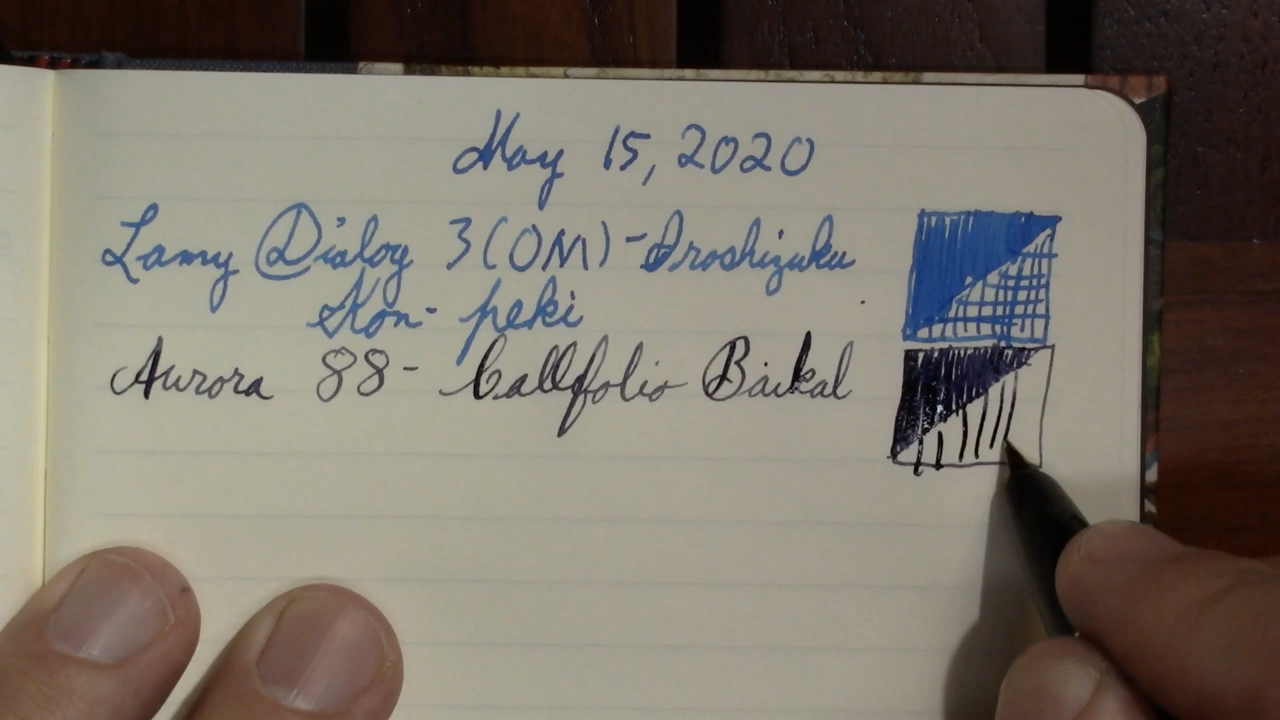 May 15, 2020
Lamy Dialog 3 (OM) - Iroshizuku
Kon-peki
Aurora 88 - Callifolio Baikal